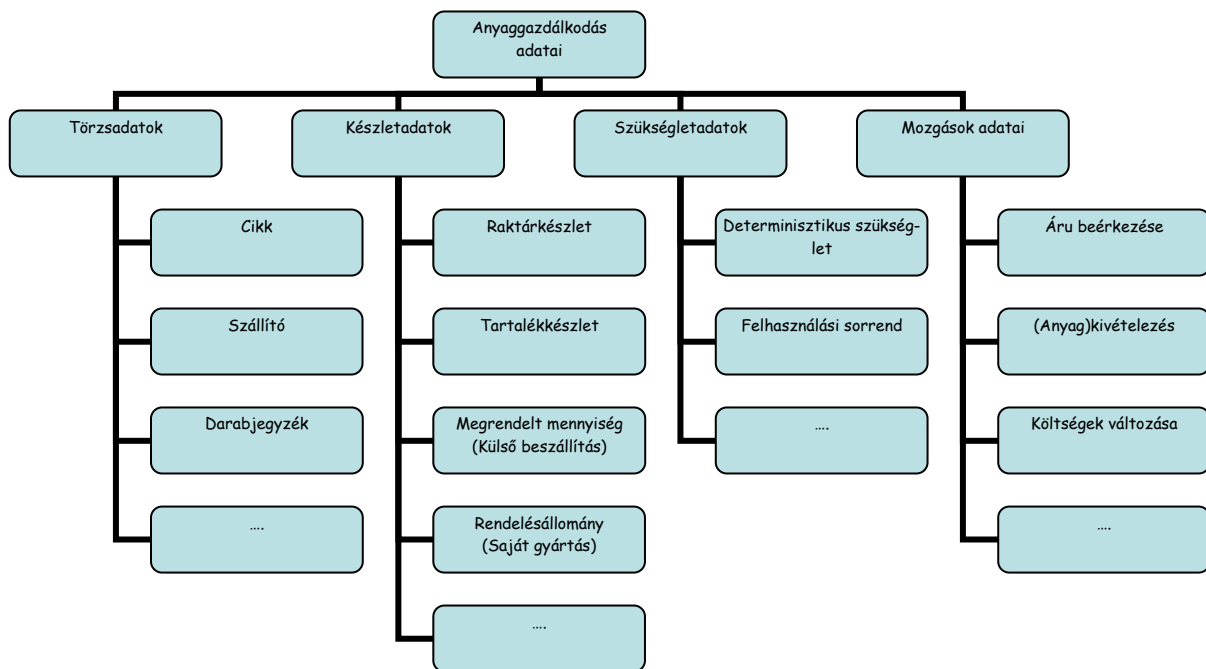 Anyaggazdálkodás
adatai
Törzsadatok
Készletadatok
Szükségletadatok
Mozgások adatai
Cikk
Szállító
Darabjegyzék
....
Raktárkészlet
Tartalékkészlet
Megrendelt mennyiség
(Külső beszállítás)
Rendelésállomány
(Saját gyártás)
....
Determinisztikus szükség-
let
Felhasználási sorrend
....
Áru beérkezése
(Anyag)kivételezés
Költségek változása
....